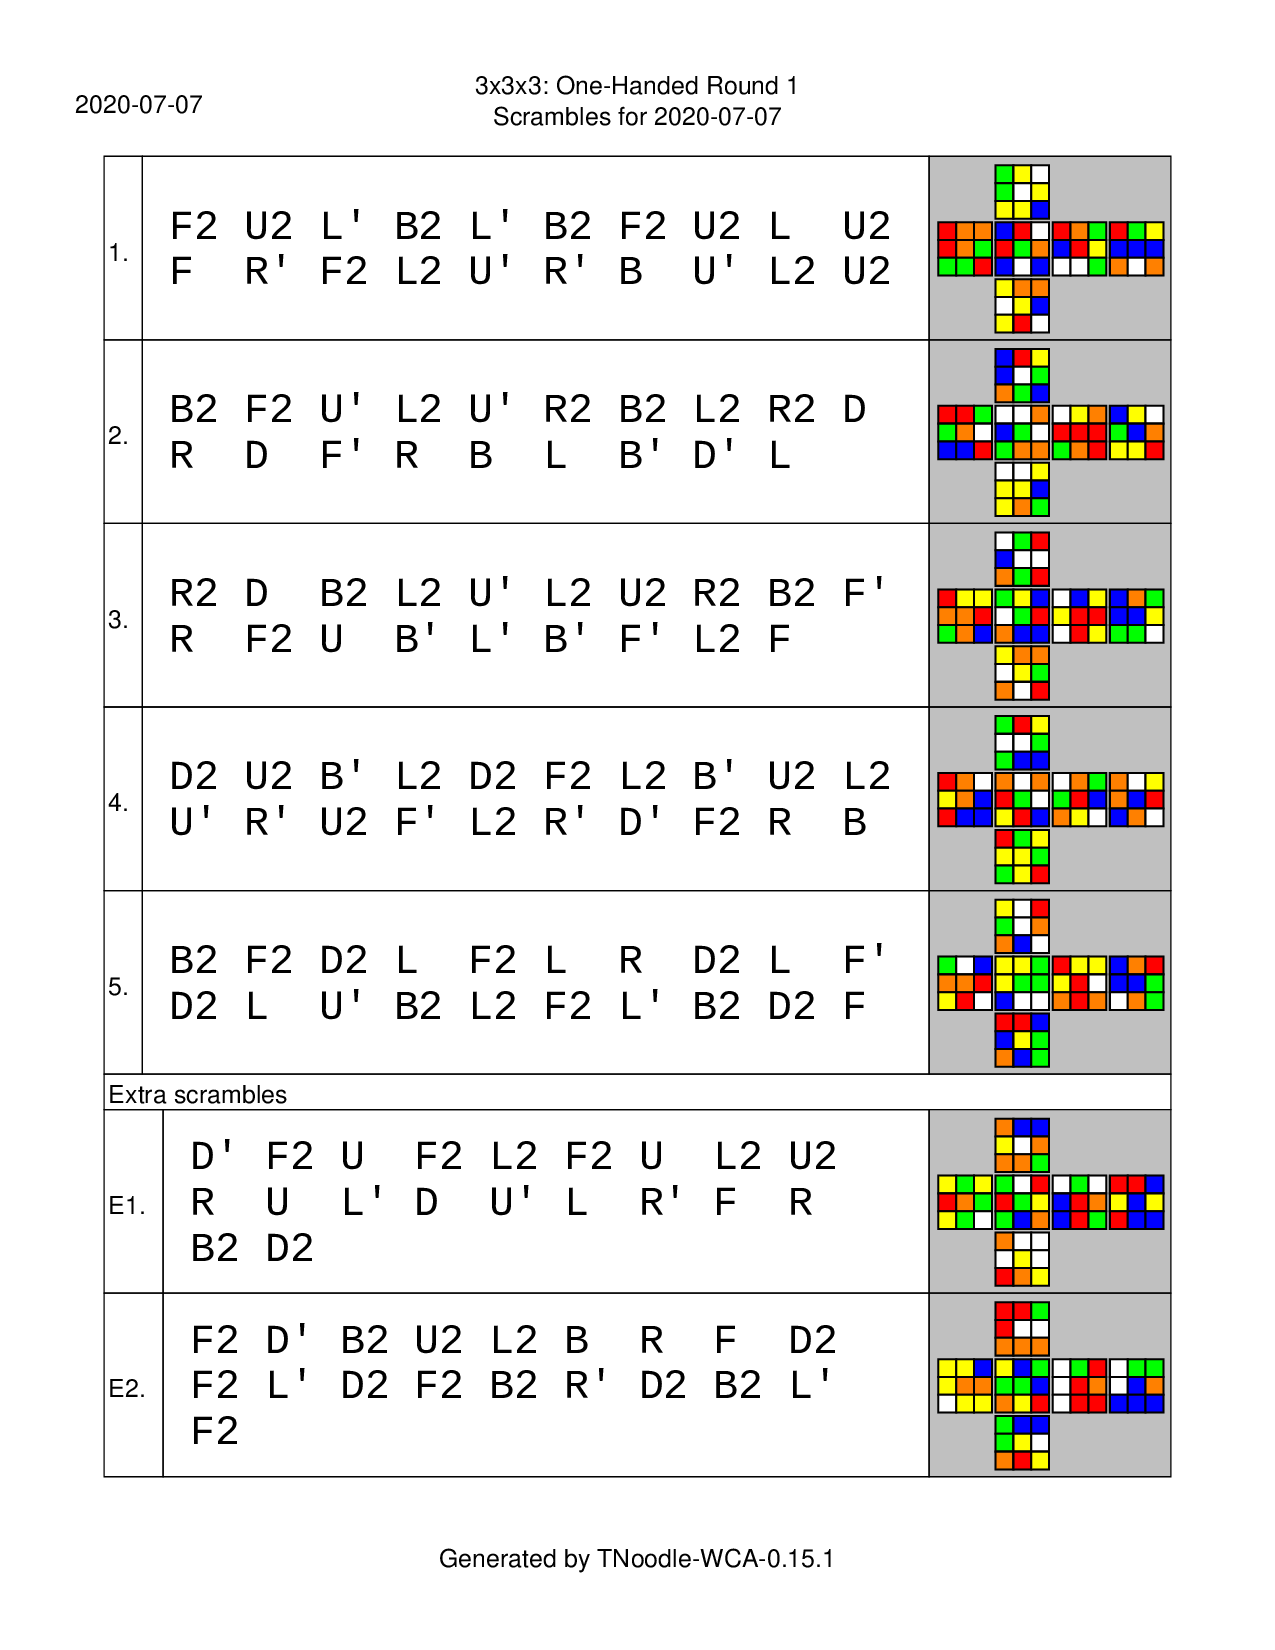 2020-07-07
3x3x3: One-Handed Round 1
Scrambles for 2020-07-07
1.
F2 U2 L' B2 L' B2 F2 U2 L U2
F R' F2 L2 U' R' B U' L2 U2
2.
B2 F2 U' L2 U' R2 B2 L2 R2 D
R D F' R B L B' D' L
3.
R2 D B2 L2 U' L2 U2 R2 B2 F'
R F2 U B' L' B' F' L2 F
4.
D2 U2 B' L2 D2 F2 L2 B' U2 L2
U' R' U2 F' L2 R' D' F2 R B
5.
B2 F2 D2 L F2 L R D2 L F'
D2 L U' B2 L2 F2 L' B2 D2 F
Extra scrambles
E1.
D' F2 U F2 L2 F2 U L2 U2
R U L' D U' L R' F R
B2 D2
E2.
F2 D' B2 U2 L2 B R F D2
F2 L' D2 F2 B2 R' D2 B2 L'
F2
Generated by TNoodle-WCA-0.15.1